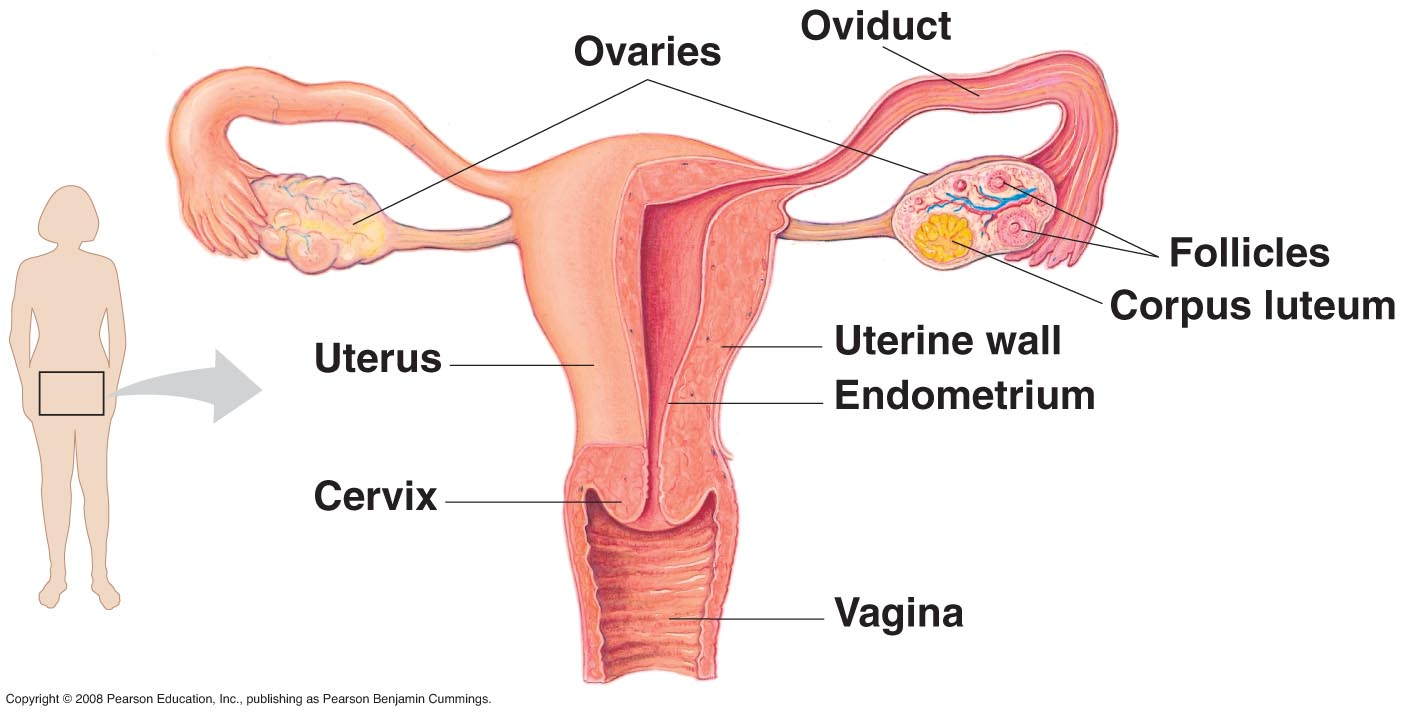 Oviduct
Ovaries
Follicles
Corpus luteum
Uterus
Uterine wall
Endometrium
Cervix
Vagina
Copyright © 2008 Pearson Education, Inc., publishing as Pearson Benjamin Cummings.